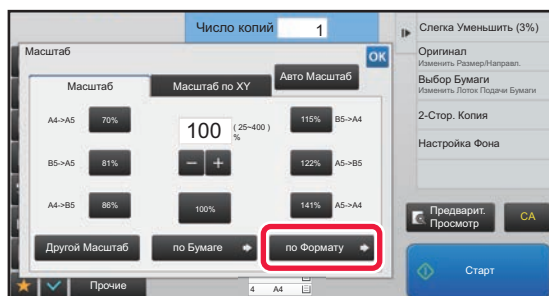 Число копий 1
Масштаб
OK
Масштаб
Масштаб по XY
Авто Масштаб
A4->A5 70%
100 (25~400) %
115% B5->A4
B5->A5 81%
− +
122% A5->B5
A4->B5 86%
100%
141% A5->A4
Другой Масштаб
по Бумаге
по Формату
Прочие
4 A4
Слегка Уменьшить (3%)
Оригинал
Изменить Размер/Направл.
Выбор Бумаги
Изменить Лоток Подачи Бумаги
2-Стор. Копия
Настройка Фона
Предварит.
Просмотр
CA
Старт